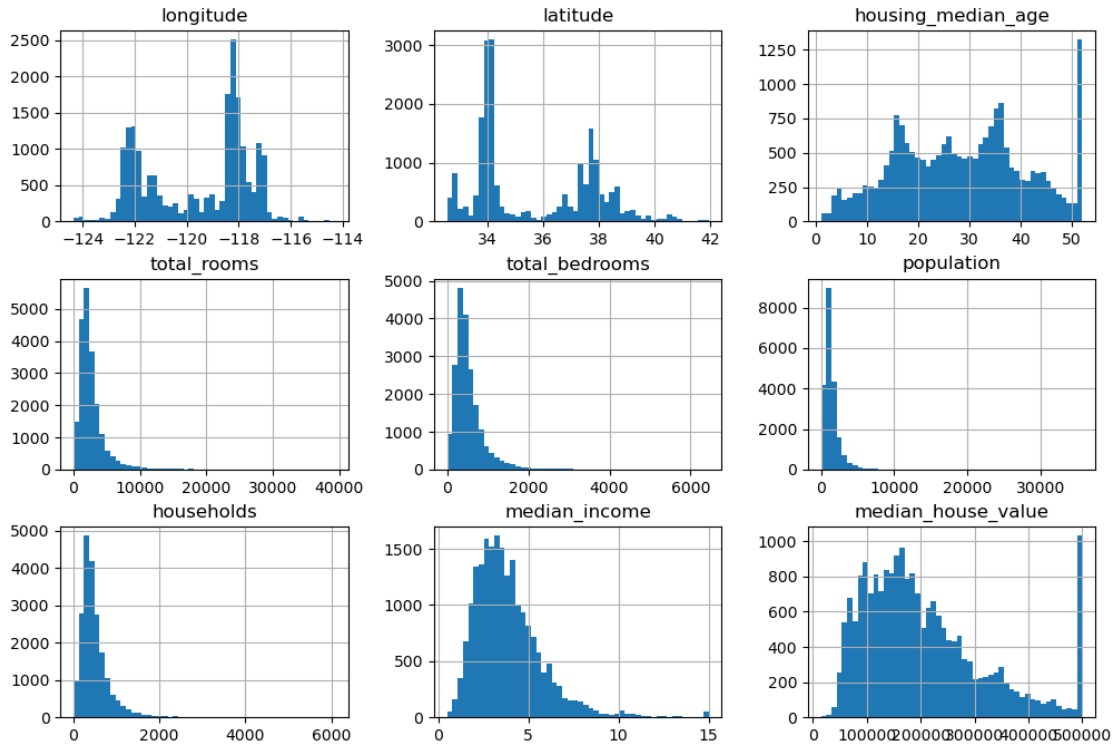 longitude
latitude
housing_median_age
2500
2000
1500
1000
500
0
−124 −122 −120 −118 −116 −114
3000
2000
1000
0
34 36 38 40 42
1250
1000
750
500
250
0
0 10 20 30 40 50
total_rooms
total_bedrooms
population
5000
4000
3000
2000
1000
0
0 10000 20000 30000 40000
5000
4000
3000
2000
1000
0
0 2000 4000 6000
8000
6000
4000
2000
0
0 10000 20000 30000
households
median_income
median_house_value
5000
4000
3000
2000
1000
0
0 2000 4000 6000
1500
1000
500
0
0 5 10 15
1000
800
600
400
200
0
0 100000 200000 300000 400000 500000